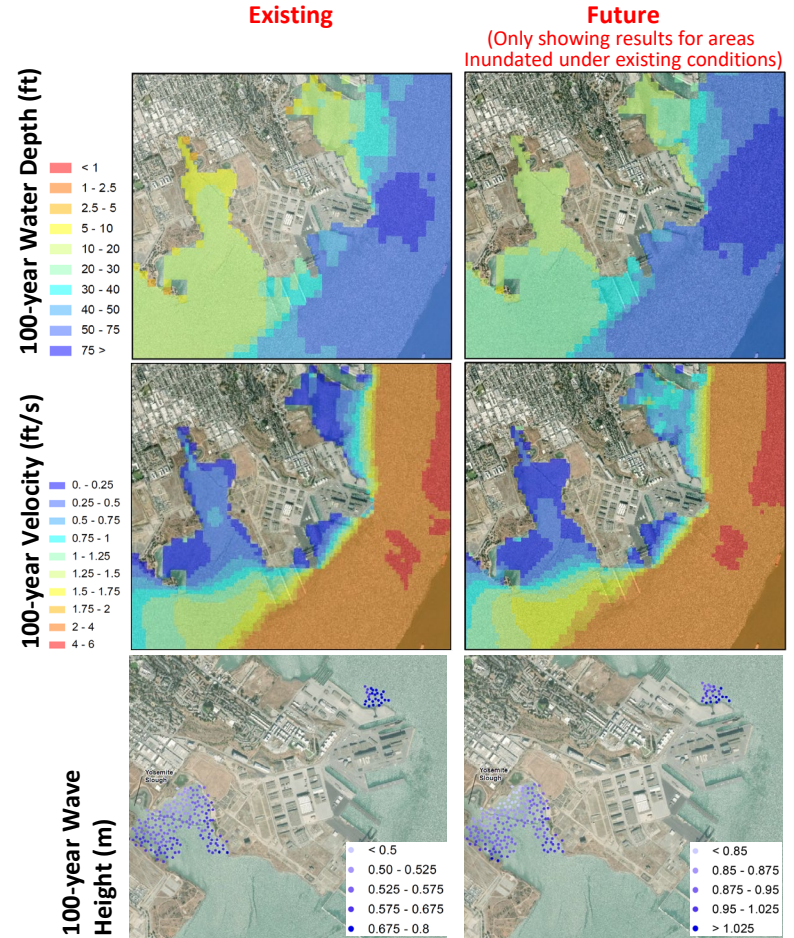 Existing
Future
(Only showing results for areas
Inundated under existing conditions)
100-year Water Depth (ft)
< 1
1 - 2.5
2.5 - 5
5 - 10
10 - 20
20 - 30
30 - 40
40 - 50
50 - 75
75 >
100-year Velocity (ft/s)
0. - 0.25
0.25 - 0.5
0.5 - 0.75
0.75 - 1
1 - 1.25
1.25 - 1.5
1.5 - 1.75
1.75 - 2
2 - 4
4 - 6
100-year Wave
Height (m)
Yosemite
Slough
< 0.5
0.50 - 0.525
0.525 - 0.575
0.575 - 0.675
0.675 - 0.8
Yosemite
Slough
< 0.85
0.85 - 0.875
0.875 - 0.95
0.95 - 1.025
> 1.025